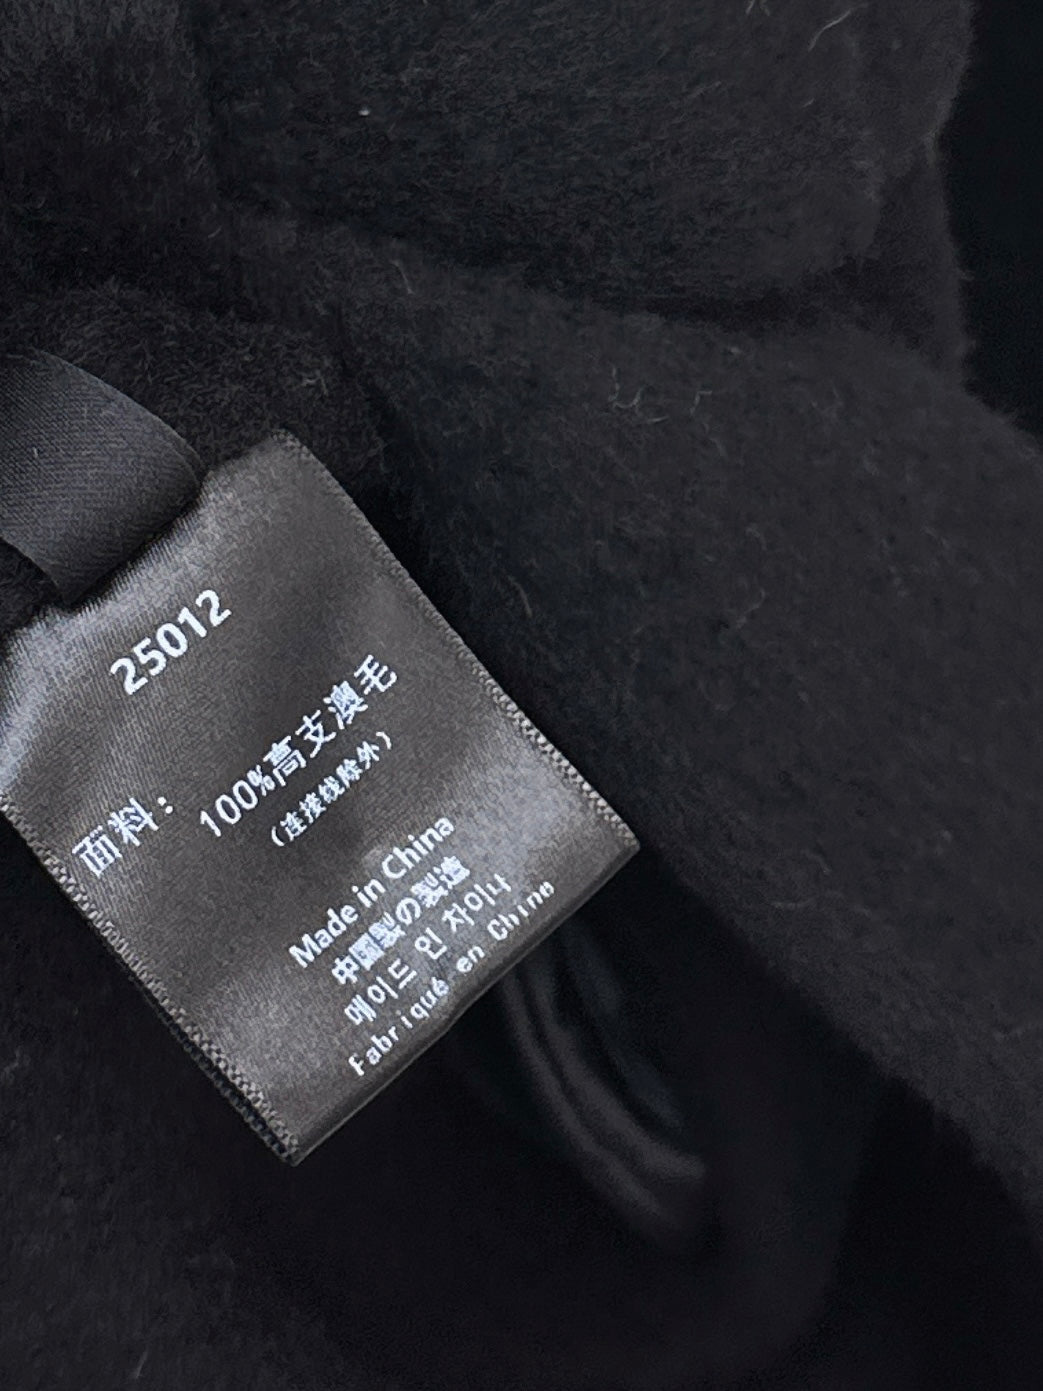 25012
面料： 100%高支澳毛
（连接线除外）
Made in China
中國製の製造
메이드 인 차이나
Fabriqué en Chine